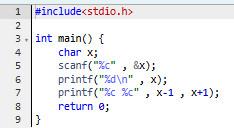 1 #include<stdio.h>
2
3 int main() {
4 char x;
5 scanf("%c" , &x);
6 printf("%d\n" , x);
7 printf("%c %c" , x-1 , x+1);
8 return 0;
9 }